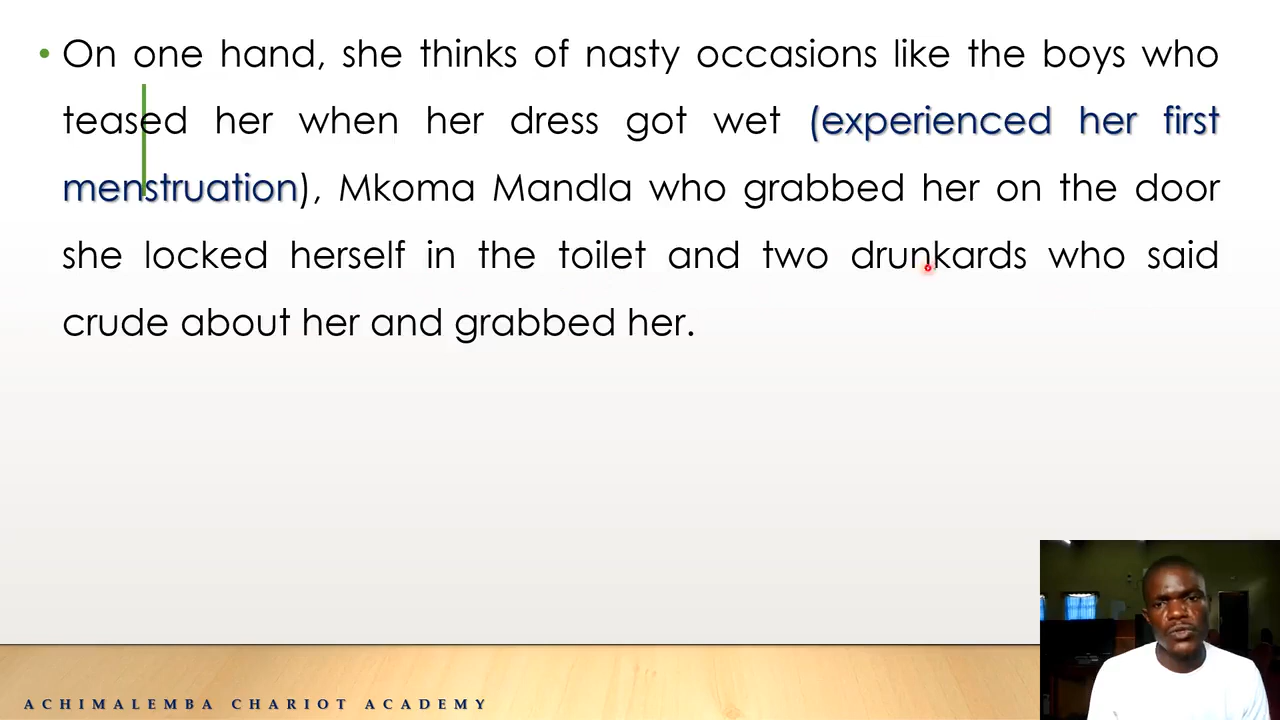 • On one hand, she thinks of nasty occasions like the boys who
teased her when her dress got wet (experienced her first
menstruation), Mkoma Mandla who grabbed her on the door
she locked herself in the toilet and two drunkards who said
crude about her and grabbed her.
ACHIMALEMBA CHARIOT ACADEMY